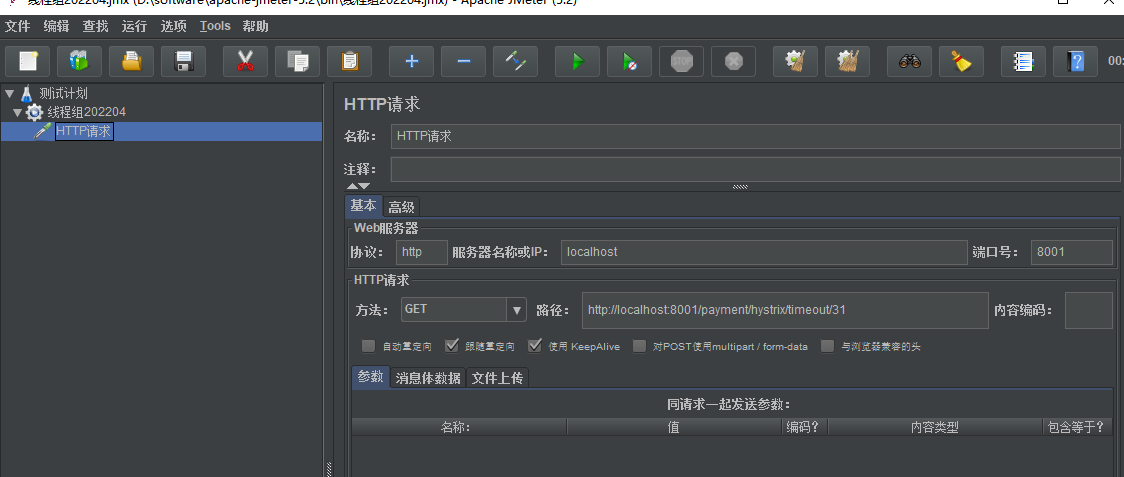 线程组202204.jmx (D:\software\apache-jmeter-5.2\bin\线程组202204.jmx) - Apache JMeter (5.2)
文件 编辑 查找 运行 选项 Tools 帮助
STOP
00:
测试计划
线程组202204
HTTP请求
HTTP请求
名称： HTTP请求
注释：
基本 高级
Web服务器
协议： http 服务器名称或IP： localhost 端口号： 8001
HTTP请求
方法： GET 路径： http://localhost:8001/payment/hystrix/timeout/31 内容编码：
自动重定向 跟随重定向 使用 KeepAlive 对POST使用multipart / form-data 与浏览器兼容的头
参数 消息体数据 文件上传
同请求一起发送参数：
名称： 值 编码？ 内容类型 包含等于？